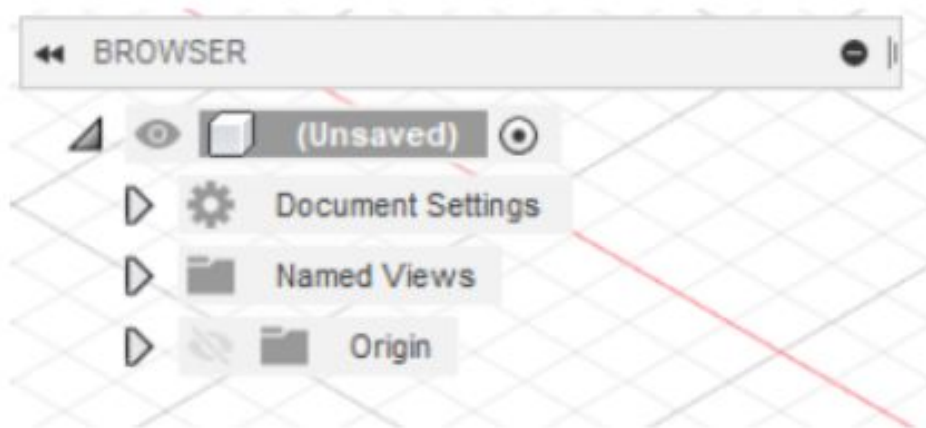 BROWSER
(Unsaved)
Document Settings
Named Views
Origin